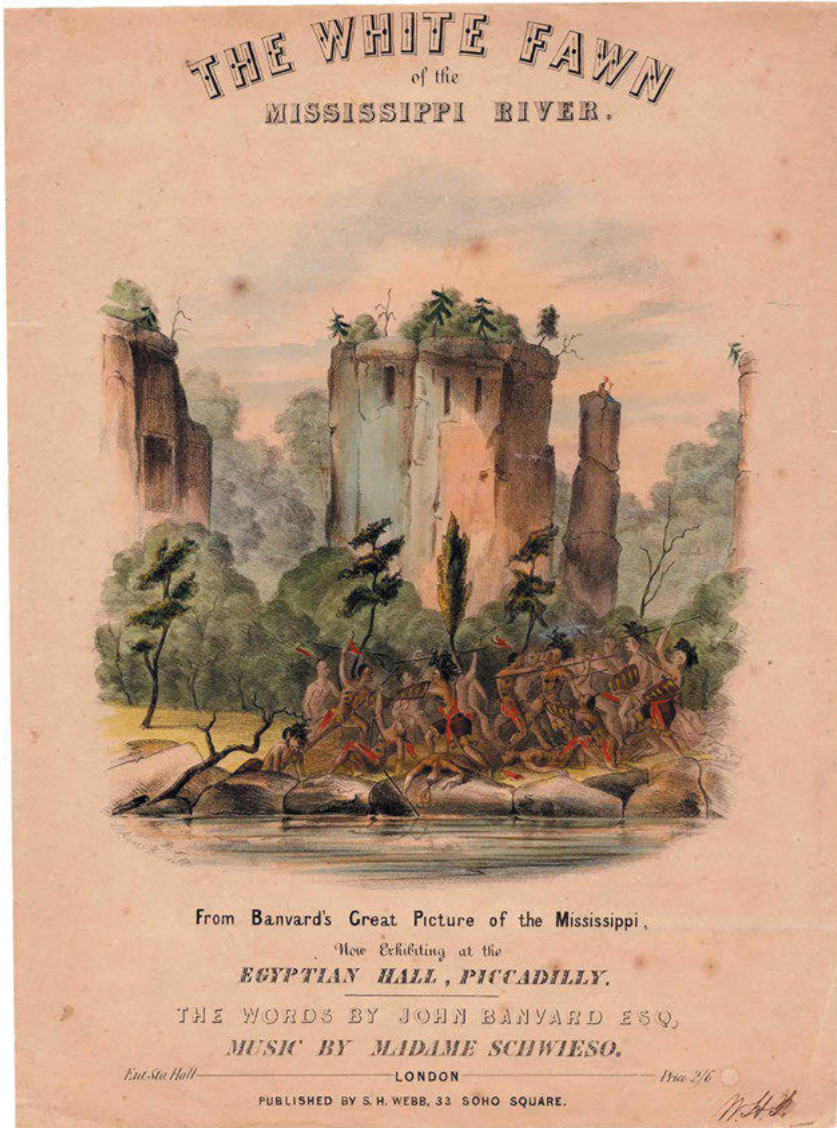 THE WHITE FAWN
of the
MISSISSIPPI RIVER.
From Banvard's Great Picture of the Mississippi,
Now Exhibiting at the
EGYPTIAN HALL, PICCADILLY.
THE WORDS BY JOHN BANVARD ESQ,
MUSIC BY MADAME SCHWIESO.
Ent. Sta. Hall LONDON Price 2/6
PUBLISHED BY S. H. WEBB, 33 SOHO SQUARE.